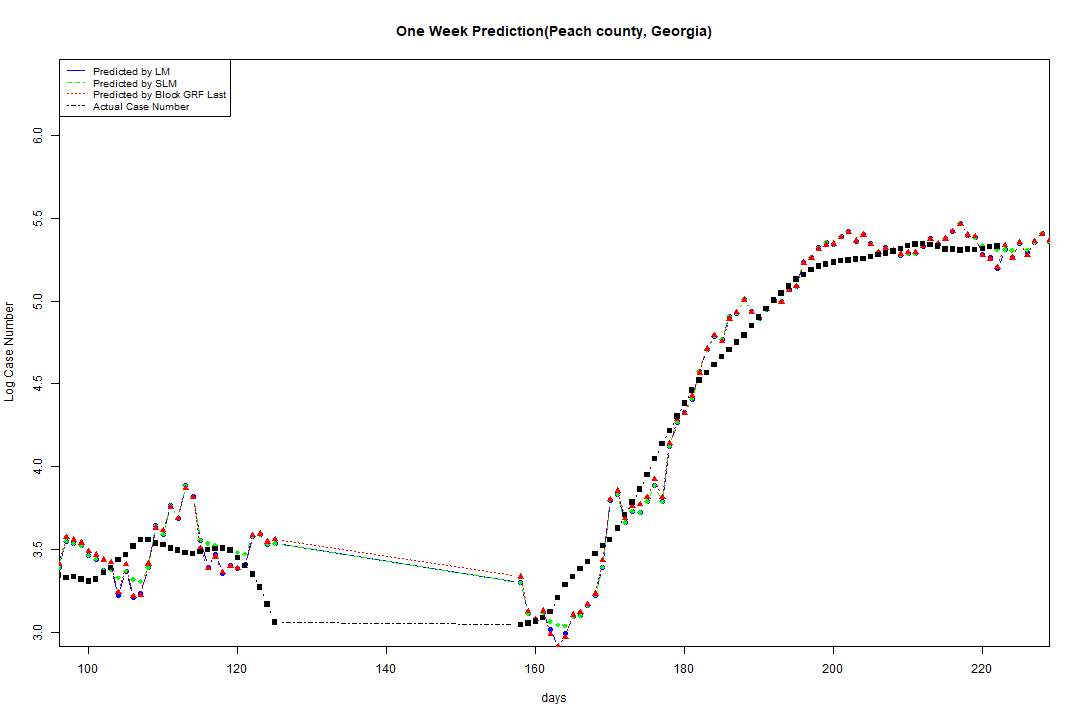 One Week Prediction(Peach county, Georgia)
Predicted by LM
Predicted by SLM
Predicted by Block GRF Last
Actual Case Number
6.0
5.5
5.0
4.5
4.0
3.5
3.0
Log Case Number
100 120 140 160 180 200 220
days